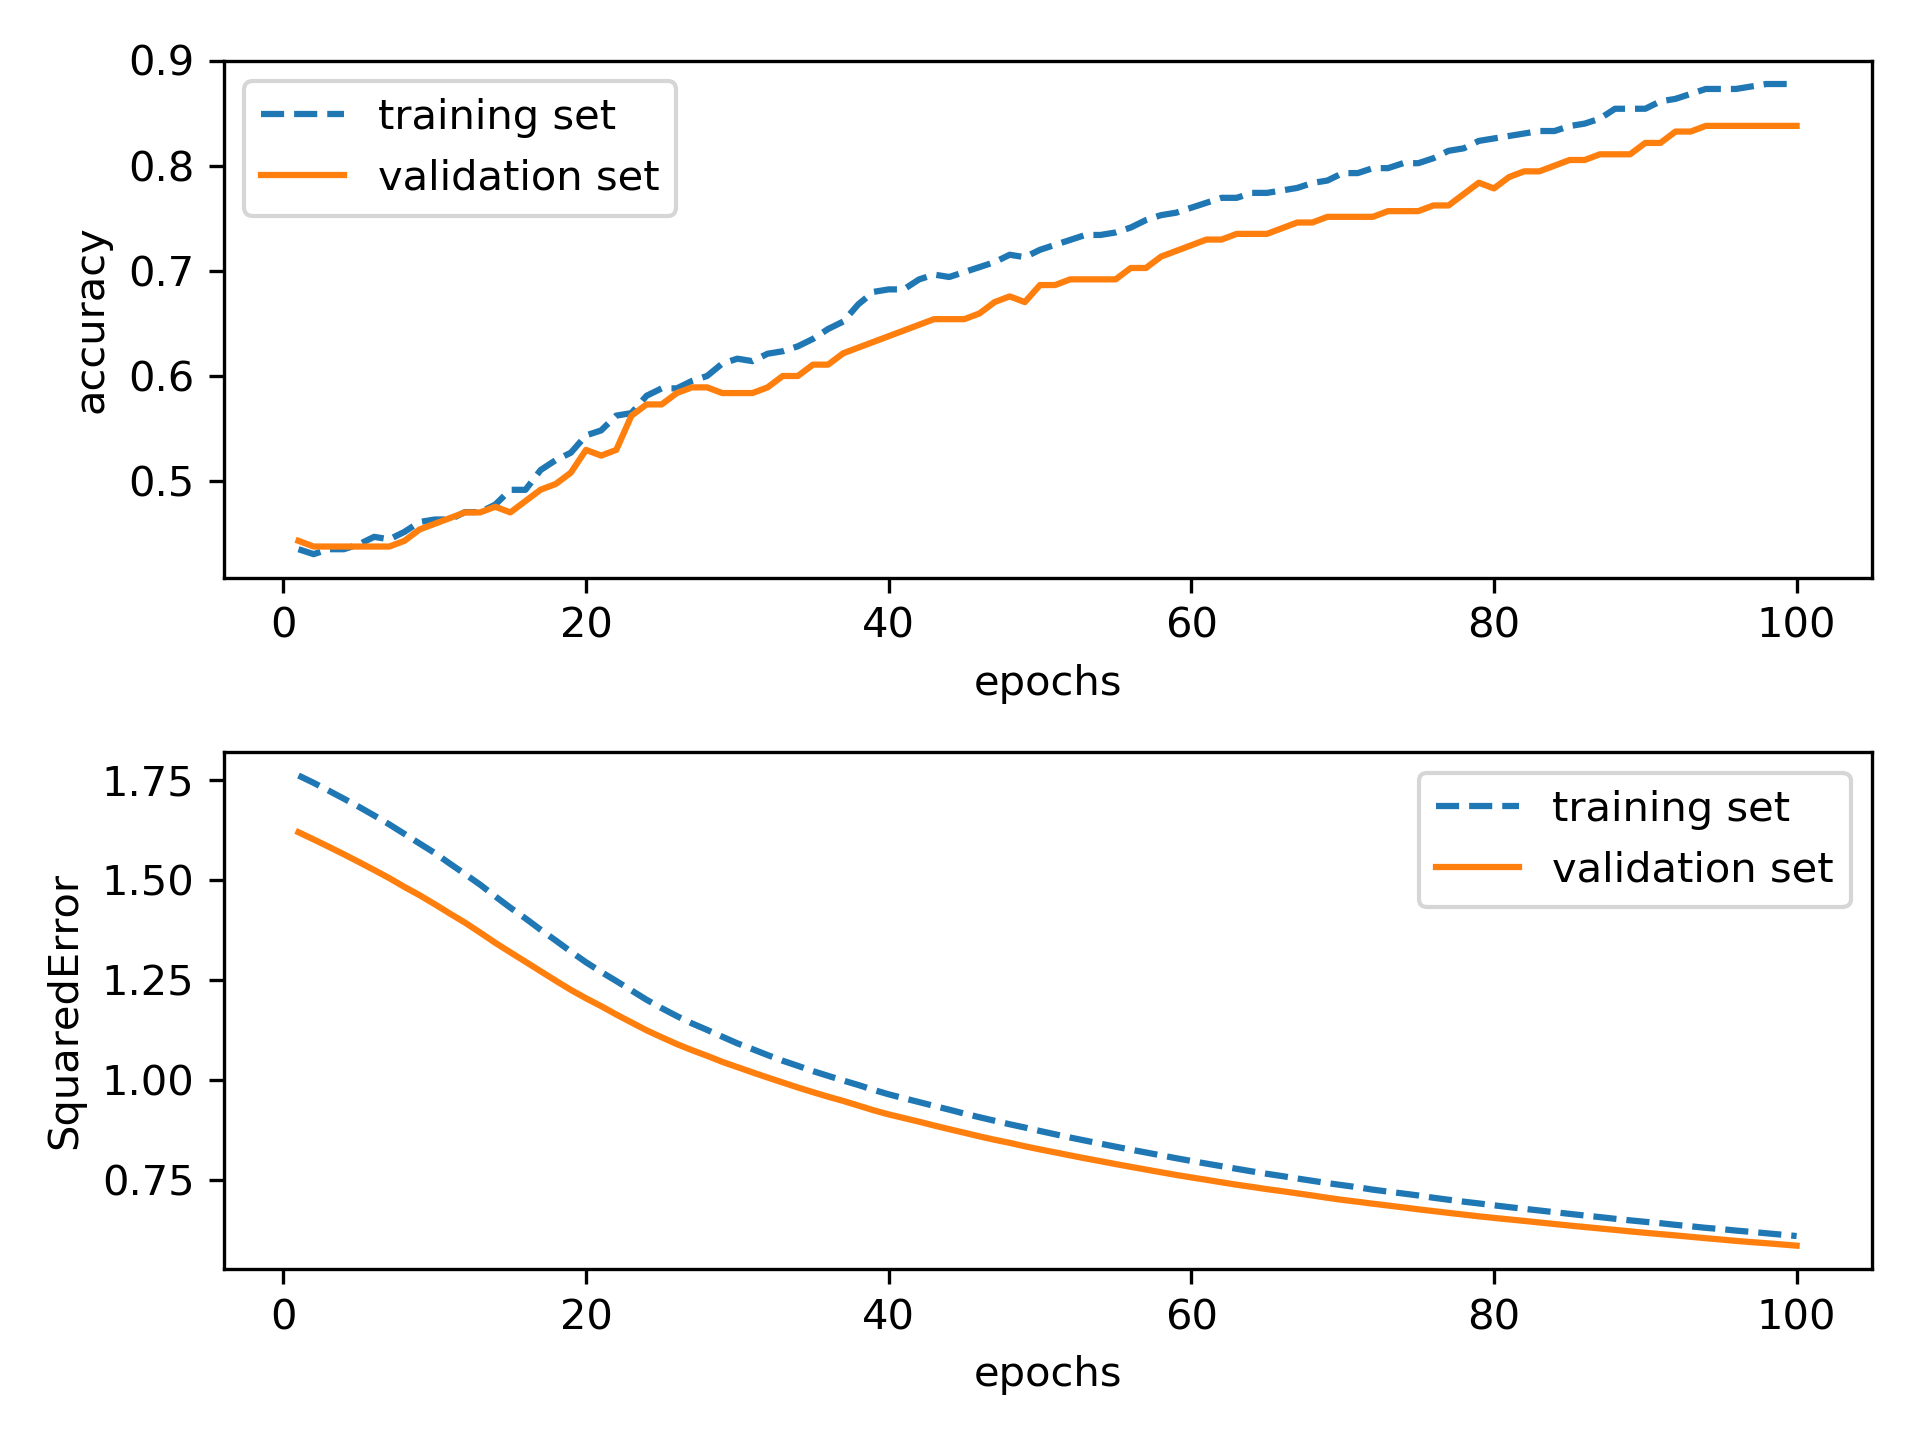 0.9
0.8
0.7
0.6
0.5
accuracy
training set
validation set
0 20 40 60 80 100
epochs
1.75
1.50
1.25
1.00
0.75
SquaredError
training set
validation set
0 20 40 60 80 100
epochs